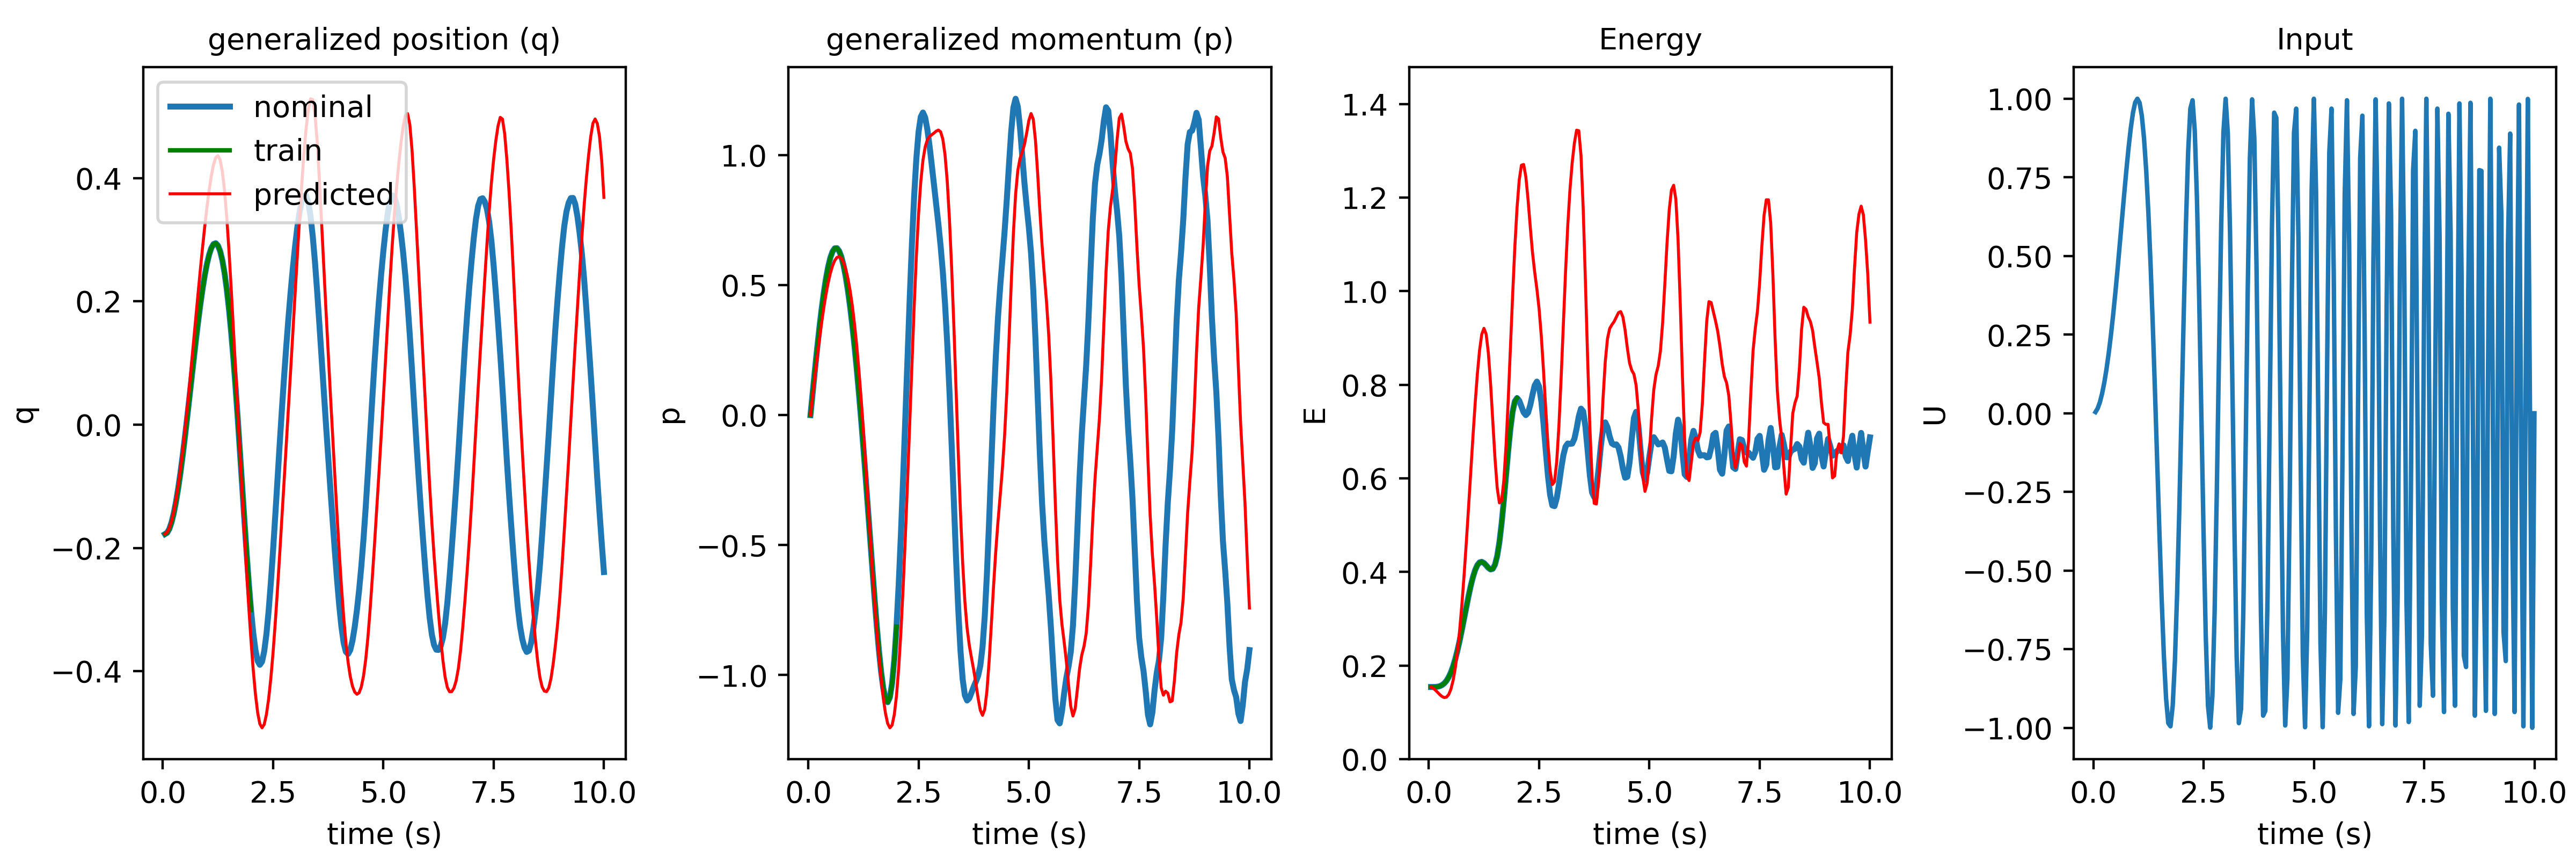 generalized position (q)
nominal
train
predicted
0.4
0.2
0.0
−0.2
−0.4
q
0.0 2.5 5.0 7.5 10.0
time (s)
generalized momentum (p)
1.0
0.5
0.0
−0.5
−1.0
p
0.0 2.5 5.0 7.5 10.0
time (s)
Energy
1.4
1.2
1.0
0.8
0.6
0.4
0.2
0.0
E
0.0 2.5 5.0 7.5 10.0
time (s)
Input
1.00
0.75
0.50
0.25
0.00
−0.25
−0.50
−0.75
−1.00
U
0.0 2.5 5.0 7.5 10.0
time (s)